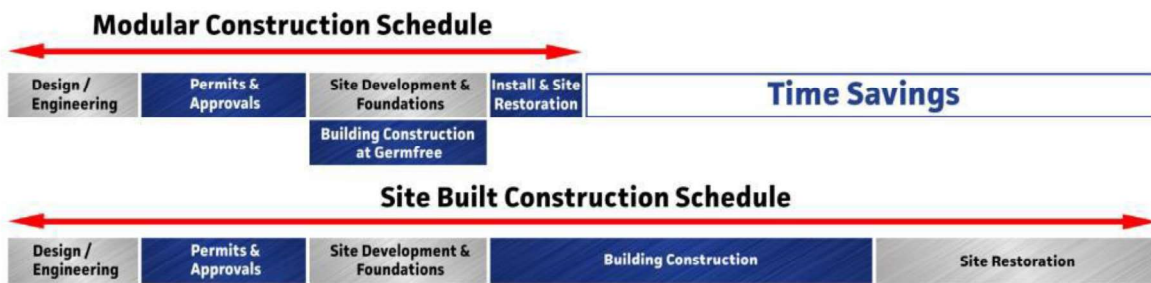 Modular Construction Schedule
Design /
Engineering
Permits &
Approvals
Site Development &
Foundations
Install & Site
Restoration
Time Savings
Building Construction
at Germfree
Site Built Construction Schedule
Design /
Engineering
Permits &
Approvals
Site Development &
Foundations
Building Construction
Site Restoration